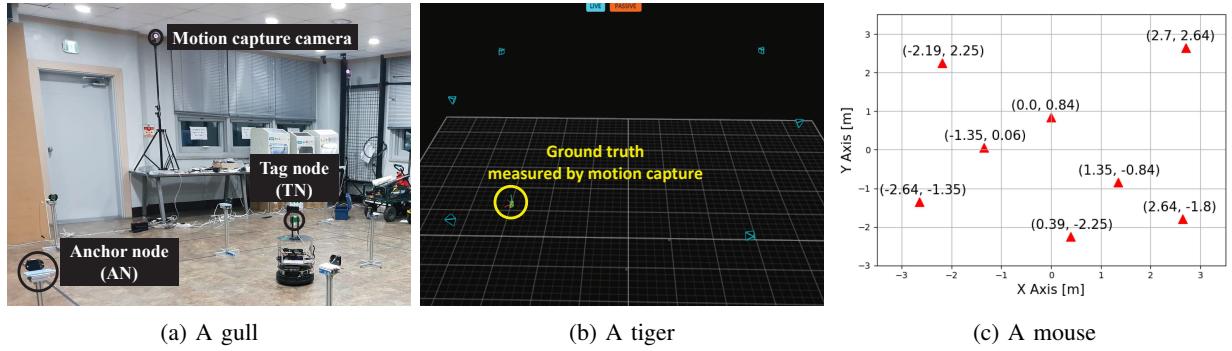 Motion capture camera
Tag node
(TN)
Anchor node
(AN)
LIVE PASSIVE
Ground truth
measured by motion capture
(-2.19, 2.25)
(2.7, 2.64)
(0.0, 0.84)
(-1.35, 0.06)
(1.35, -0.84)
(-2.64, -1.35)
(2.64, -1.8)
(0.39, -2.25)
3
2
1
0
−1
−2
−3
Y Axis [m]
−3 −2 −1 0 1 2 3
X Axis [m]
(a) A gull
(b) A tiger
(c) A mouse